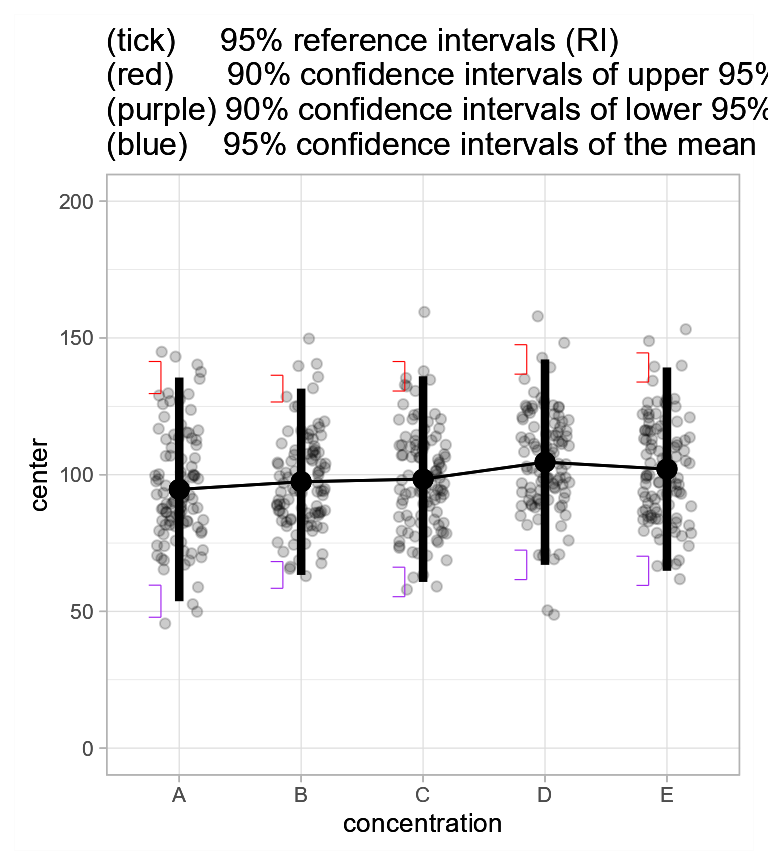 (tick) 95% reference intervals (RI)
(red) 90% confidence intervals of upper 95%
(purple) 90% confidence intervals of lower 95%
(blue) 95% confidence intervals of the mean
200
150
100
50
0
center
A B C D E
concentration